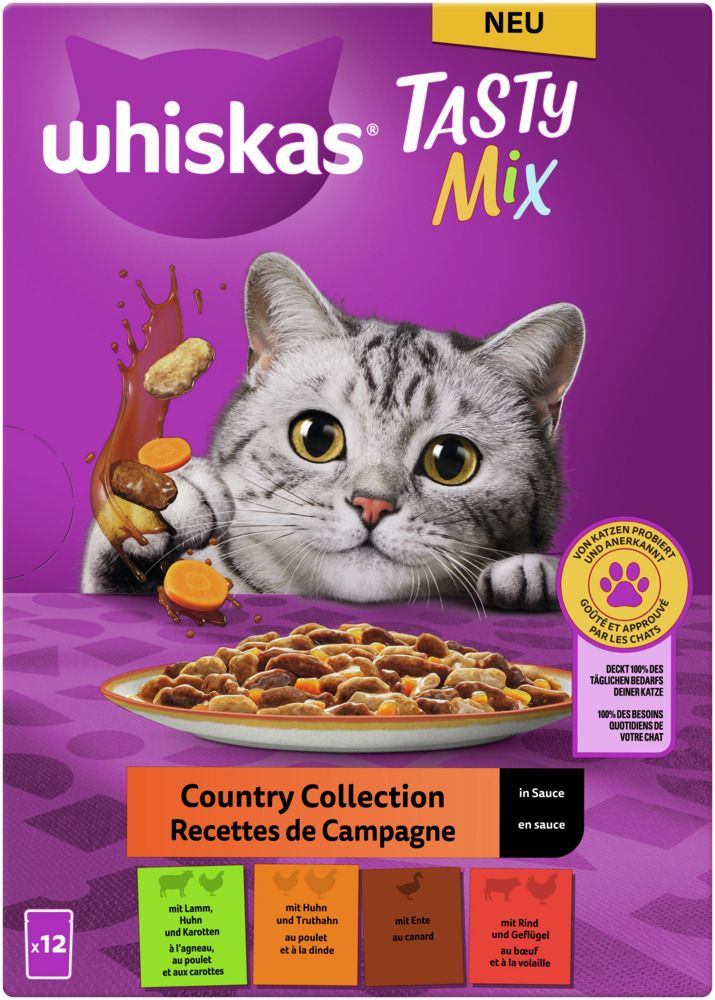 NEU
whiskas®
TASTY
MiX
VON KATZEN PROBIERT
UND ANERKANNT
GOÛTÉ ET APPROUVÉ
PAR LES CHATS
DECKT 100% DES
TÄGLICHEN BEDARFS
DEINER KATZE
100% DES BESOINS
QUOTIDIENS DE
VOTRE CHAT
Country Collection
Recettes de Campagne
in Sauce
en sauce
mit Lamm,
Huhn
und Karotten
à l'agneau,
au poulet
et aux carottes
mit Huhn
und Truthahn
au poulet
et à la dinde
mit Ente
au canard
mit Rind
und Geflügel
au bœuf
et à la volaille
x12